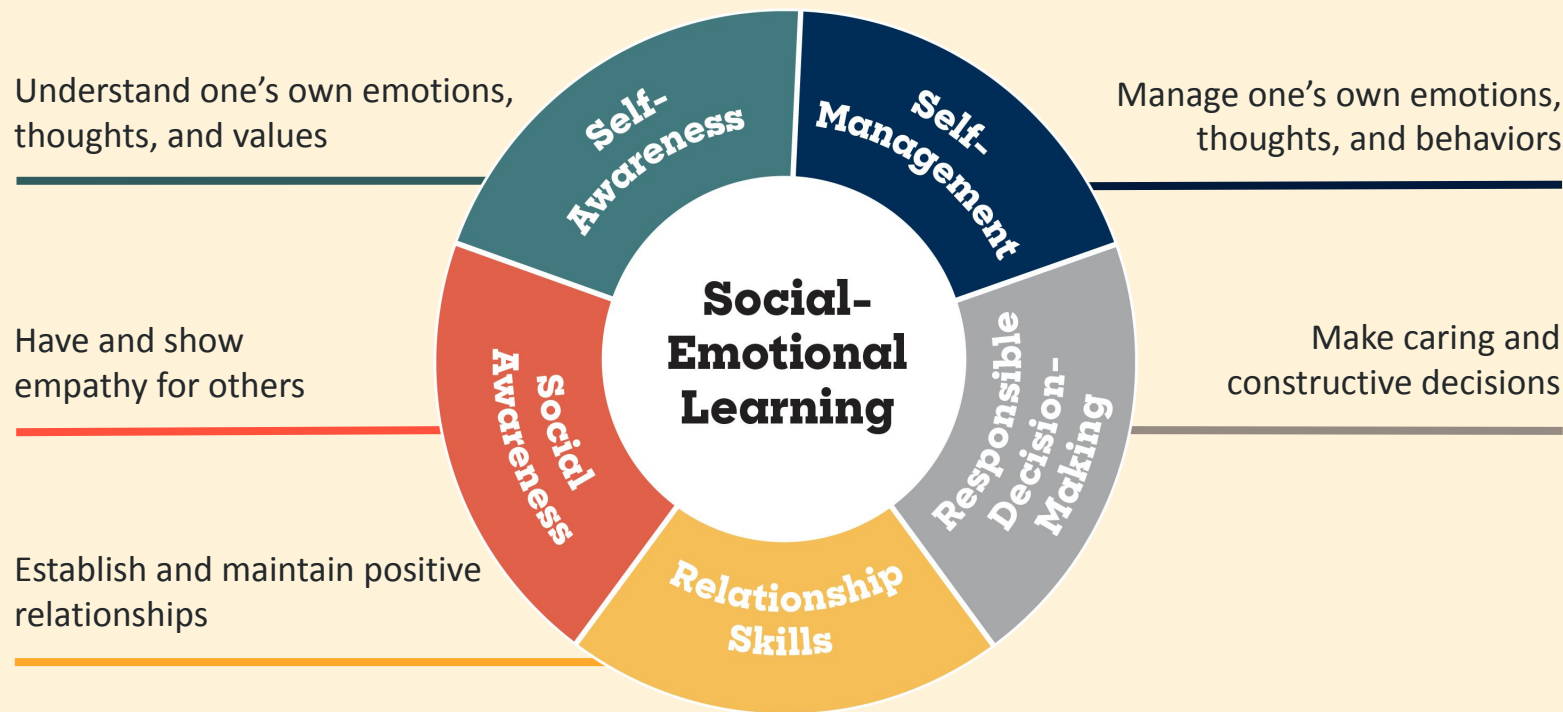 Understand one’s own emotions,
thoughts, and values
Self-
Awareness
Self-
Management
Manage one’s own emotions,
thoughts, and behaviors
Have and show
empathy for others
Social
Awareness
Social-
Emotional
Learning
Responsible
Decision-
Making
Make caring and
constructive decisions
Establish and maintain positive
relationships
Relationship
Skills